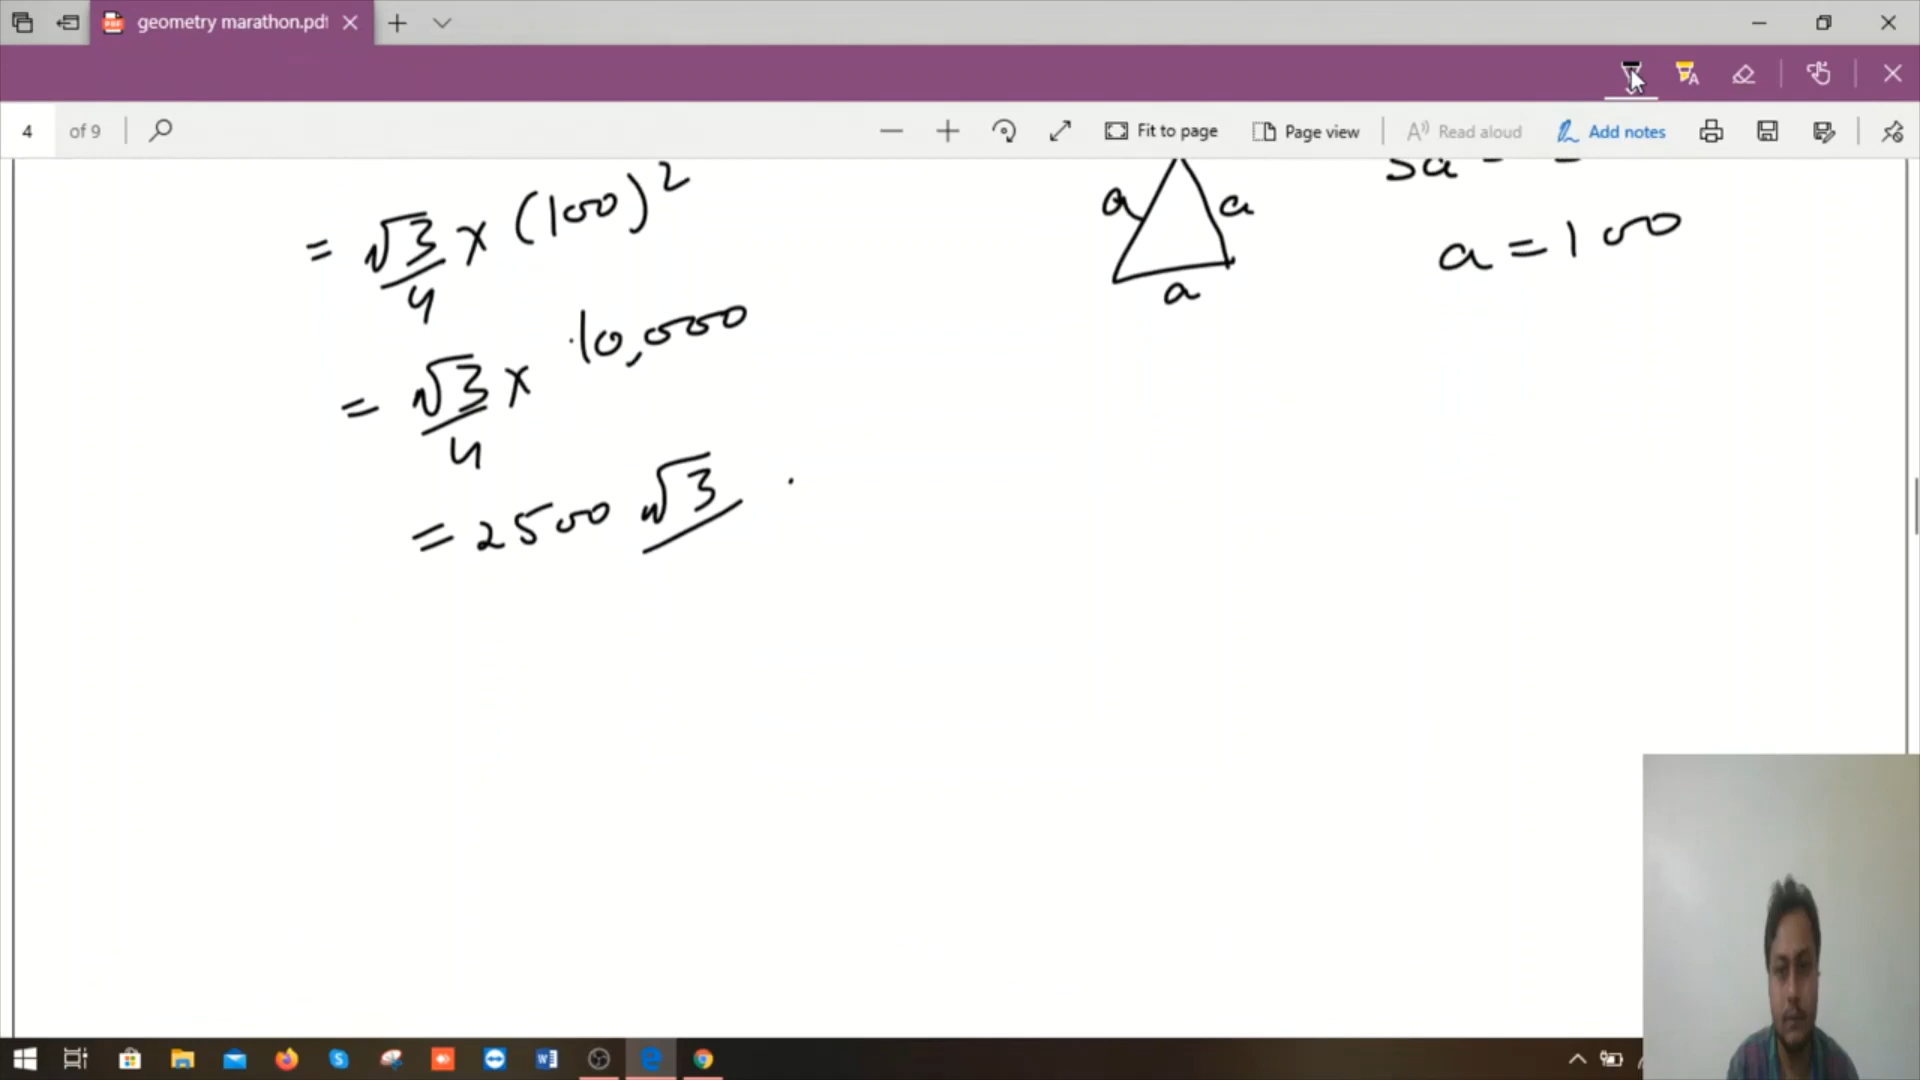 geometry marathon.pdf
4 of 9
Fit to page
Page view
Read aloud
Add notes
= √3/4 × (100)²
= √3/4 × 10,000
= 2500 √3
a
a
a
a = 100